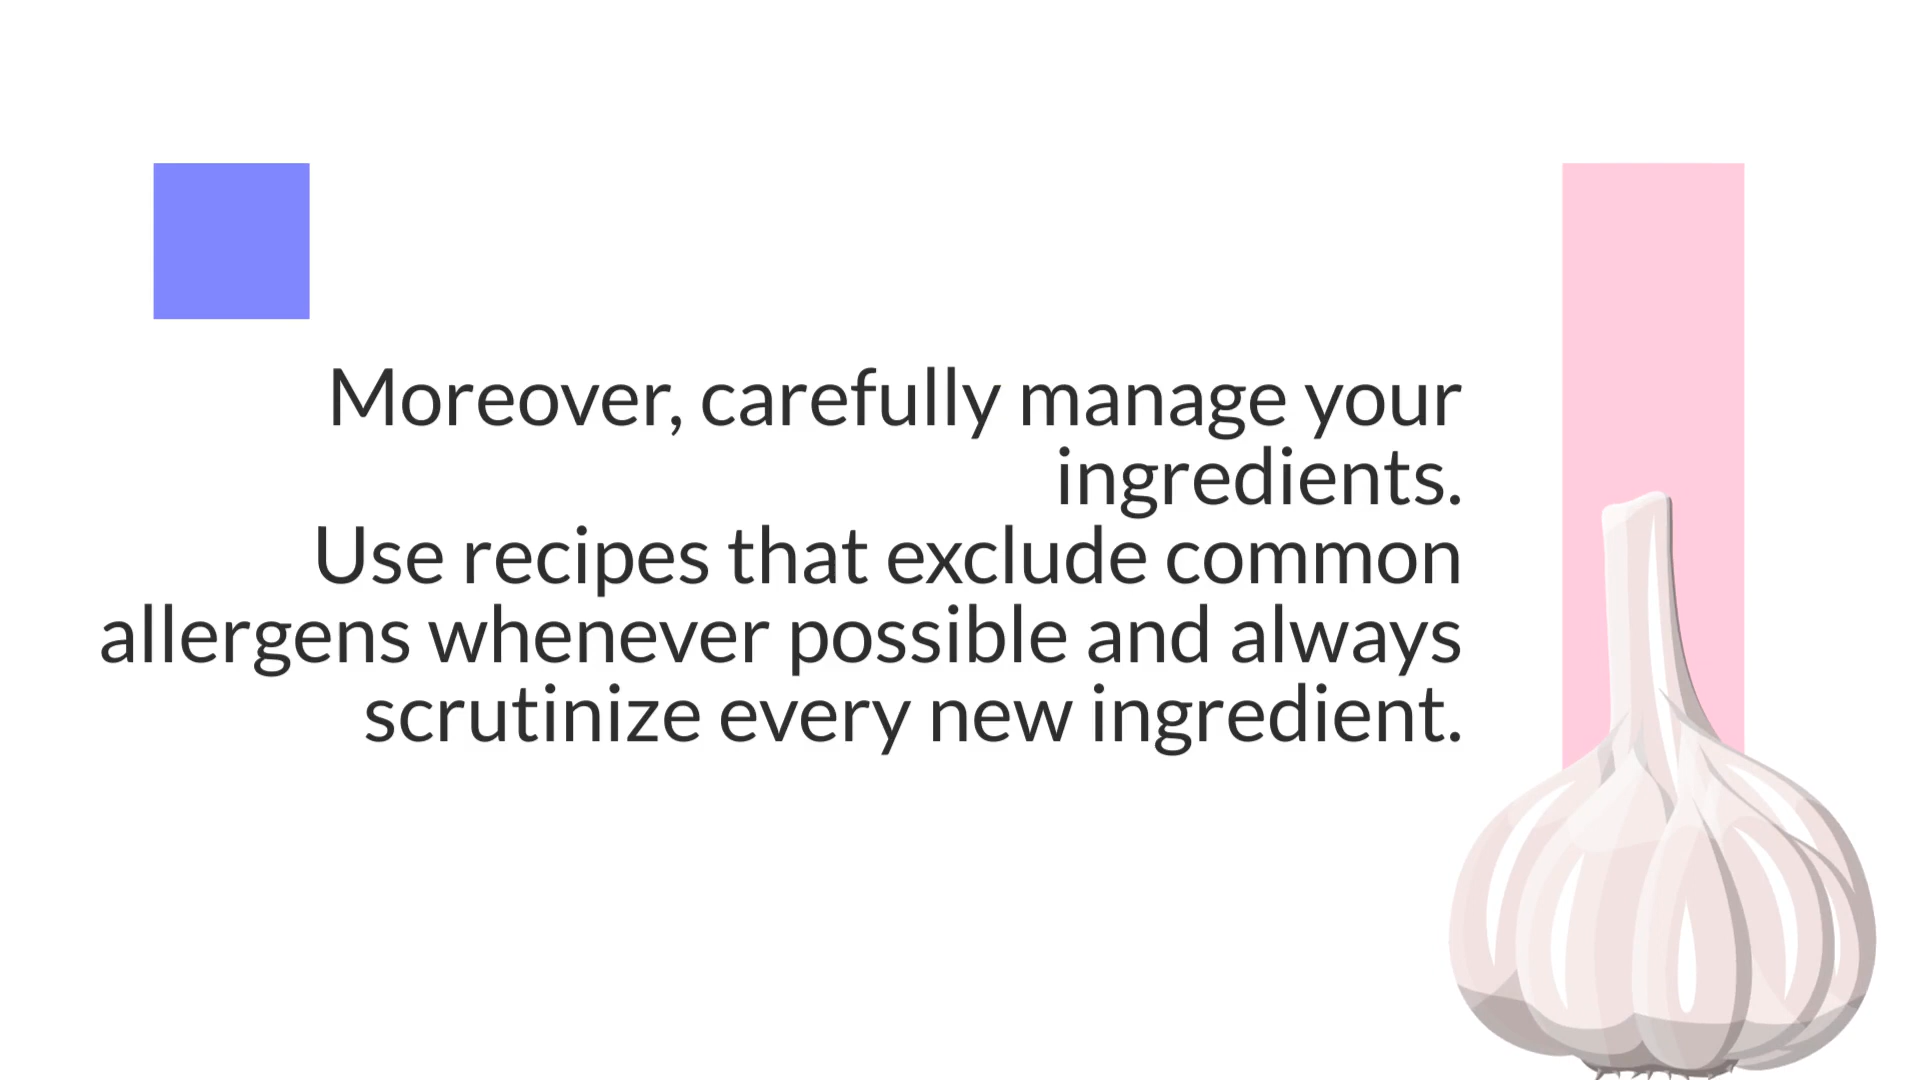 Moreover, carefully manage your
ingredients.
Use recipes that exclude common
allergens whenever possible and always
scrutinize every new ingredient.